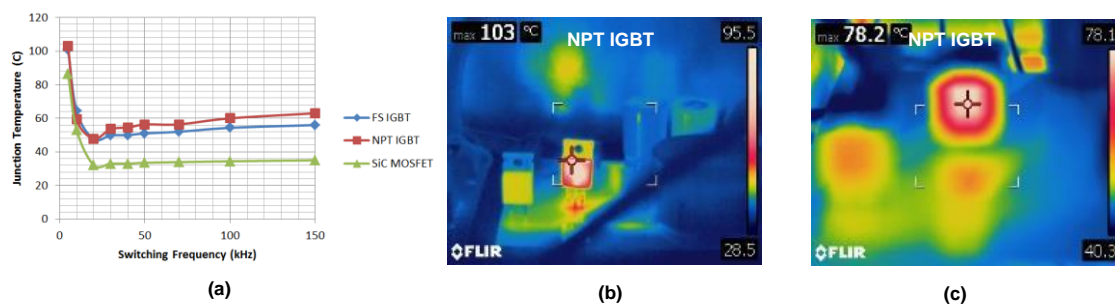 120
100
80
60
40
20
0
Junction Temperature (C)
0
50
100
150
Switching Frequency (kHz)
FS IGBT
NPT IGBT
SiC MOSFET
(a)
max 103 °C
NPT IGBT
95.5
28.5
FLIR
(b)
max 78.2 °C
NPT IGBT
78.1
40.3
FLIR
(c)